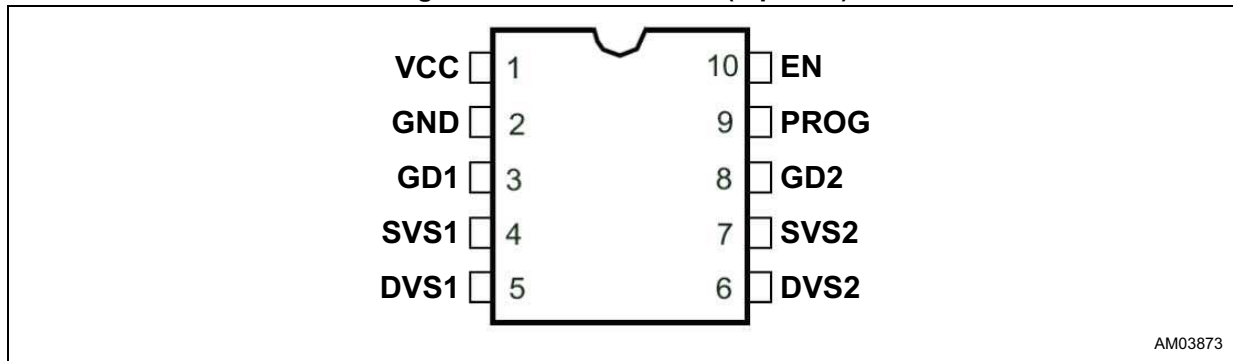 VCC 1 10 EN
GND 2 9 PROG
GD1 3 8 GD2
SVS1 4 7 SVS2
DVS1 5 6 DVS2
AM03873